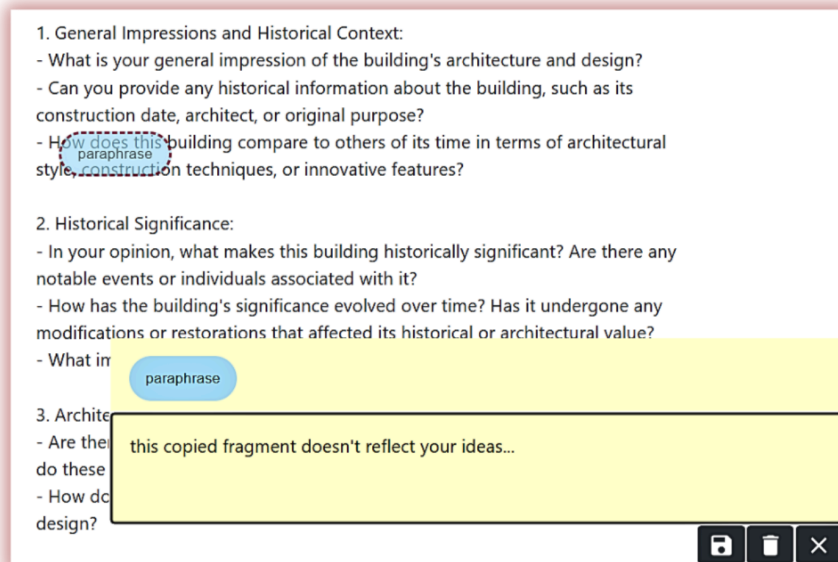 1. General Impressions and Historical Context:
- What is your general impression of the building's architecture and design?
- Can you provide any historical information about the building, such as its
construction date, architect, or original purpose?
- How does this building compare to others of its time in terms of architectural
paraphrase
style, construction techniques, or innovative features?
2. Historical Significance:
- In your opinion, what makes this building historically significant? Are there any
notable events or individuals associated with it?
- How has the building's significance evolved over time? Has it undergone any
modifications or restorations that affected its historical or architectural value?
- What im
paraphrase
3. Archite
- Are the
this copied fragment doesn't reflect your ideas...
do these
- How do
design?